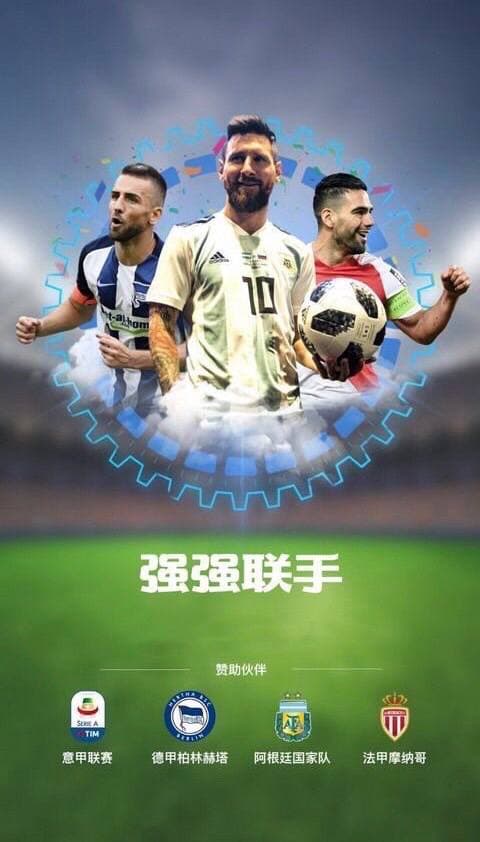 10
强强联手
赞助伙伴
SERIE A
TIM
HERTHA BSC
BERLIN
AFA
意甲联赛
德甲柏林赫塔
阿根廷国家队
法甲摩纳哥